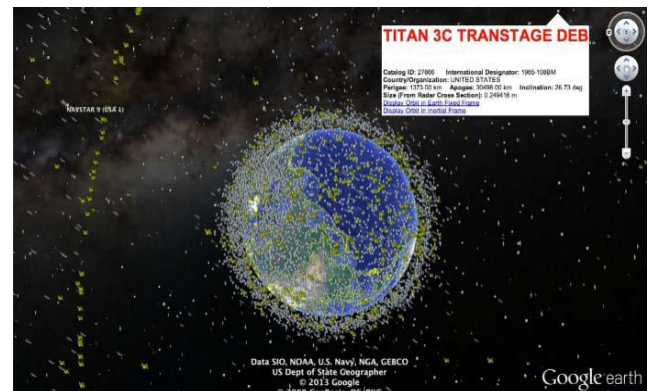 TITAN 3C TRANSTAGE DEB
Catalog ID: 27866 International Designator: 1965-108BM
Country/Organization: UNITED STATES
Perigee: 1373.00 km Apogee: 30498.00 km Inclination: 26.73 deg
Size (From Radar Cross Section): 0.249416 m
Display Orbit in Earth Fixed Frame
Display Orbit in Inertial Frame
NAVSTAR 9 (USA 1)
Data SIO, NOAA, U.S. Navy, NGA, GEBCO
US Dept of State Geographer
© 2013 Google
Google earth